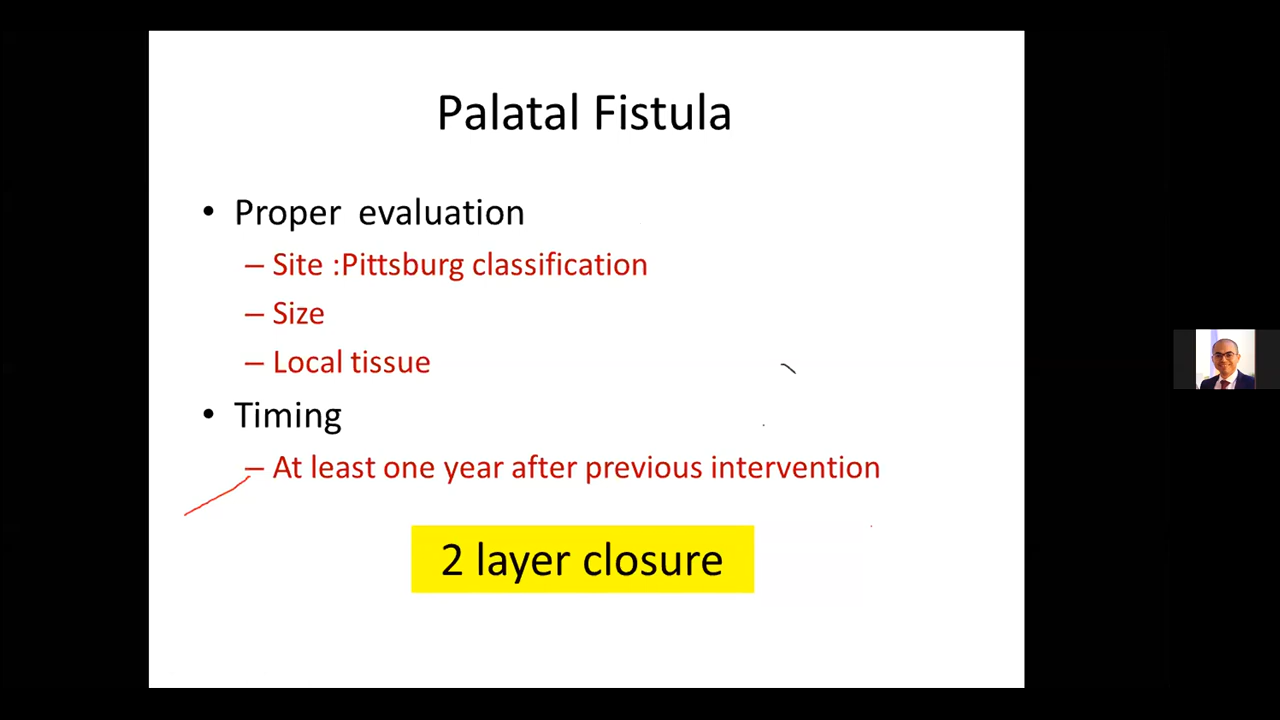 Palatal Fistula
• Proper evaluation
– Site :Pittsburg classification
– Size
– Local tissue
• Timing
– At least one year after previous intervention
2 layer closure